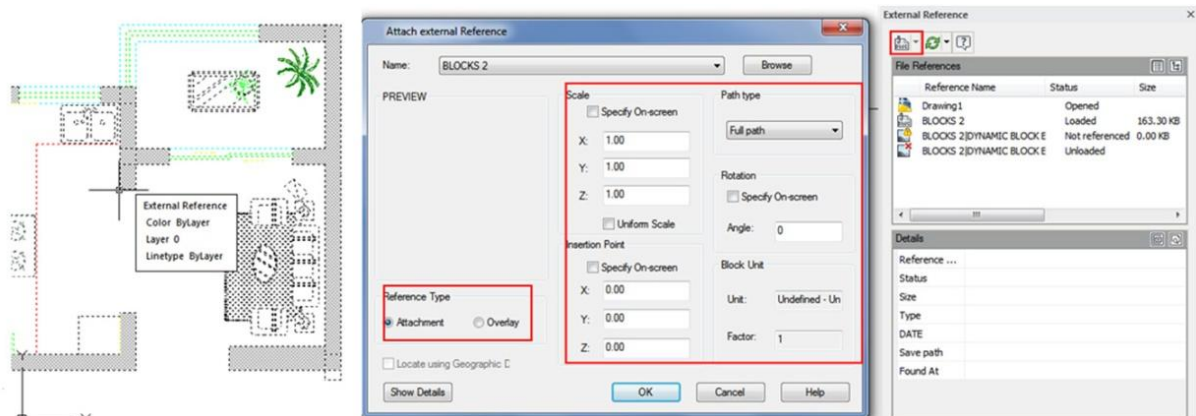 External Reference
Color ByLayer
Layer 0
Linetype ByLayer
Y
X
Attach external Reference
Name: BLOCKS 2 Browse
PREVIEW
Reference Type
Attachment Overlay
Locate using Geographic D
Show Details
Scale
Specify On-screen
X: 1.00
Y: 1.00
Z: 1.00
Uniform Scale
Insertion Point
Specify On-screen
X: 0.00
Y: 0.00
Z: 0.00
Path type
Full path
Rotation
Specify On-screen
Angle: 0
Block Unit
Unit: Undefined - Un
Factor: 1
OK Cancel Help
External Reference
File References
Reference Name Status Size
Drawing1 Opened
BLOCKS 2 Loaded 163.30 KB
BLOCKS 2|DYNAMIC BLOCK E Not referenced 0.00 KB
BLOCKS 2|DYNAMIC BLOCK E Unloaded
Details
Reference ...
Status
Size
Type
DATE
Save path
Found At